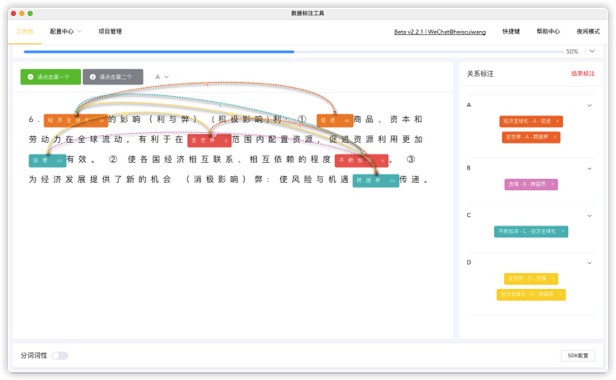 数据标注工具
工作台 配置中心 项目管理 Beta v2.2.1 | WeChat@heiscuiwang 快捷键 帮助中心 夜间模式
50%
请点击第一个 请点击第二个 A
6. 经济全球化 的影响（利与弊）（积极影响）利：① 促进 商品、资本和
劳动力在全球流动，有利于在 全世界 范围内配置资源，促进资源利用更加
合理 有效。② 使各国经济相互联系、相互依赖的程度 不断加深 。③
为经济发展提供了新的机会 （消极影响）弊：使风险与机遇 跨国界 传递。
关系标注 结束标注
A
经济全球化 - A - 促进 ×
全世界 - A - 跨国界 ×
B
合理 - B - 跨国界 ×
C
不断加深 - C - 经济全球化 ×
D
全世界 - D - 合理 ×
经济全球化 - D - 跨国界
分词词性
SDK配置